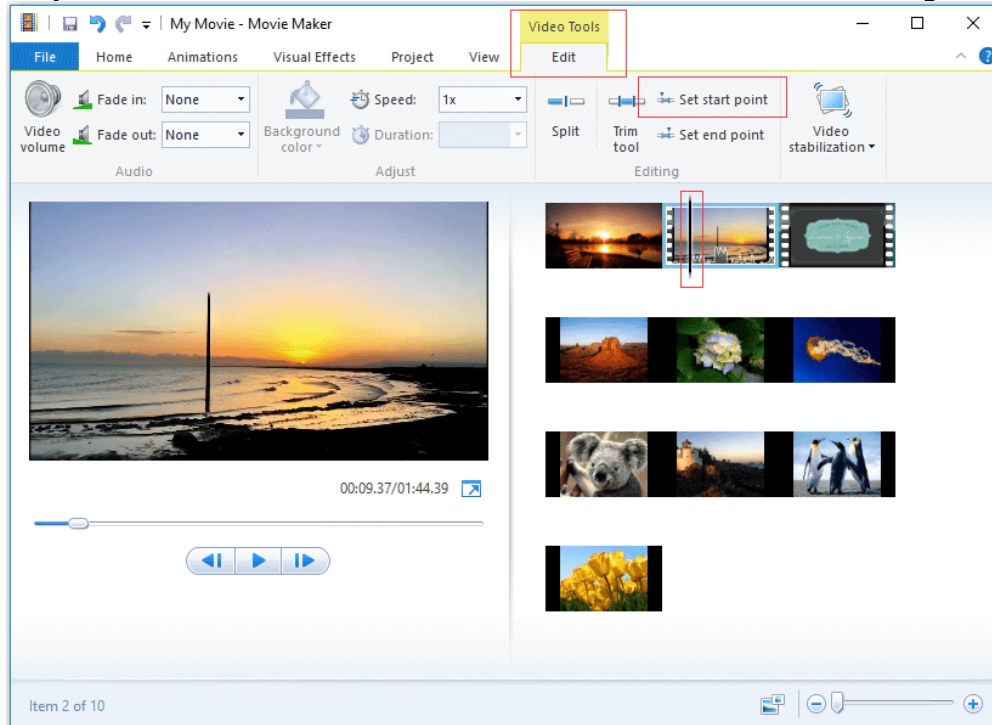 My Movie - Movie Maker
Video Tools
File Home Animations Visual Effects Project View Edit
Video volume
Fade in: None
Fade out: None
Audio
Background color
Speed: 1x
Duration:
Adjust
Split
Trim tool
Set start point
Set end point
Editing
Video stabilization
00:09.37/01:44.39
Item 2 of 10